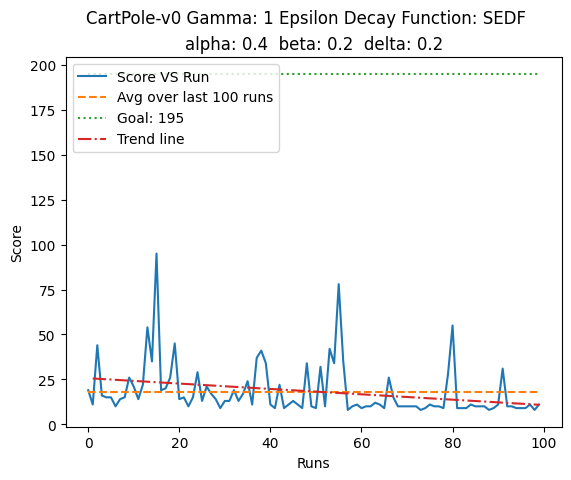 CartPole-v0 Gamma: 1 Epsilon Decay Function: SEDF
alpha: 0.4  beta: 0.2  delta: 0.2
Score VS Run
Avg over last 100 runs
Goal: 195
Trend line
200
175
150
125
100
75
50
25
0
Score
0 20 40 60 80 100
Runs